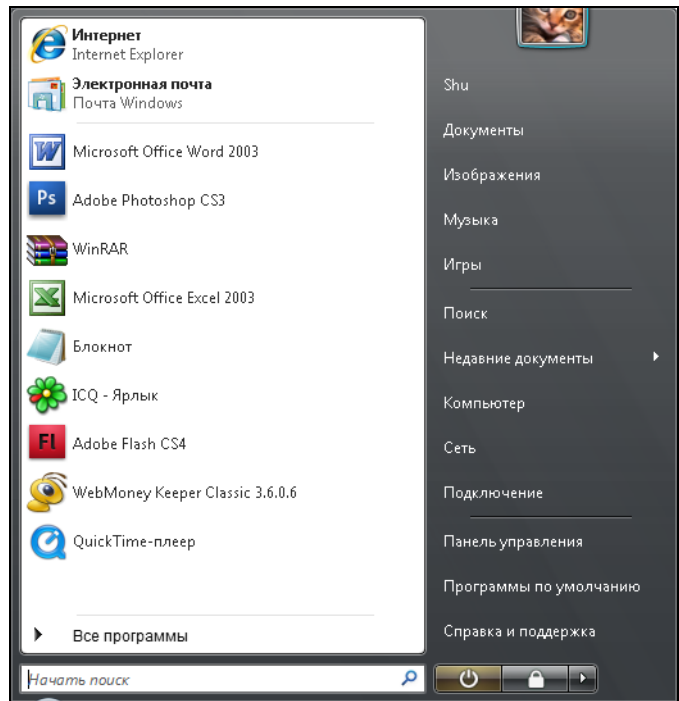 Интернет
Internet Explorer
Электронная почта
Почта Windows
Microsoft Office Word 2003
Ps
Adobe Photoshop CS3
WinRAR
Microsoft Office Excel 2003
Блокнот
ICQ - Ярлык
Fl
Adobe Flash CS4
WebMoney Keeper Classic 3.6.0.6
QuickTime-плеер
Все программы
Начать поиск
Shu
Документы
Изображения
Музыка
Игры
Поиск
Недавние документы
Компьютер
Сеть
Подключение
Панель управления
Программы по умолчанию
Справка и поддержка